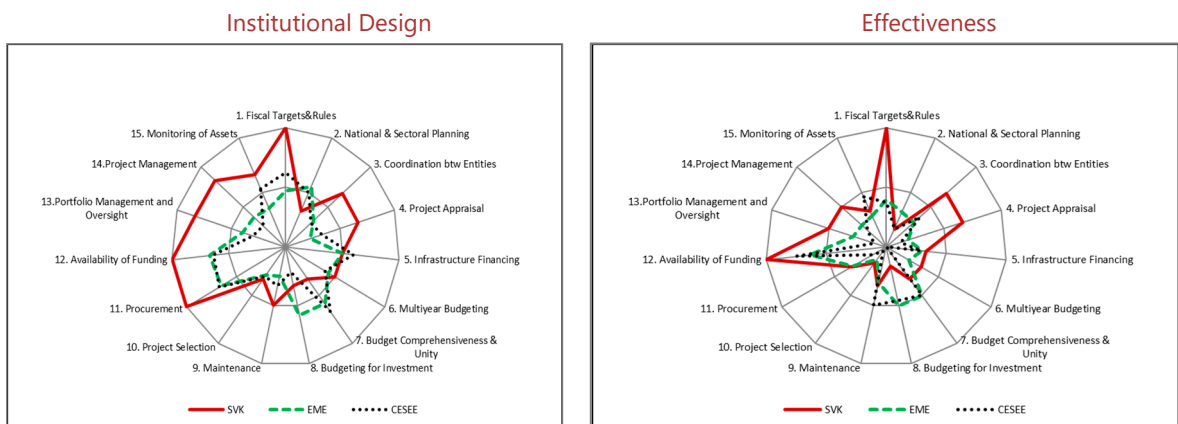 Institutional Design
1. Fiscal Targets&Rules
15. Monitoring of Assets
2. National & Sectoral Planning
14.Project Management
3. Coordination btw Entities
13.Portfolio Management and
Oversight
4. Project Appraisal
12. Availability of Funding
5. Infrastructure Financing
11. Procurement
6. Multiyear Budgeting
10. Project Selection
7. Budget Comprehensiveness &
Unity
9. Maintenance
8. Budgeting for Investment
SVK
EME
CESEE
Effectiveness
1. Fiscal Targets&Rules
15. Monitoring of Assets
2. National & Sectoral Planning
14.Project Management
3. Coordination btw Entities
13.Portfolio Management and
Oversight
4. Project Appraisal
12. Availability of Funding
5. Infrastructure Financing
11. Procurement
6. Multiyear Budgeting
10. Project Selection
7. Budget Comprehensiveness &
Unity
9. Maintenance
8. Budgeting for Investment
SVK
EME
CESEE